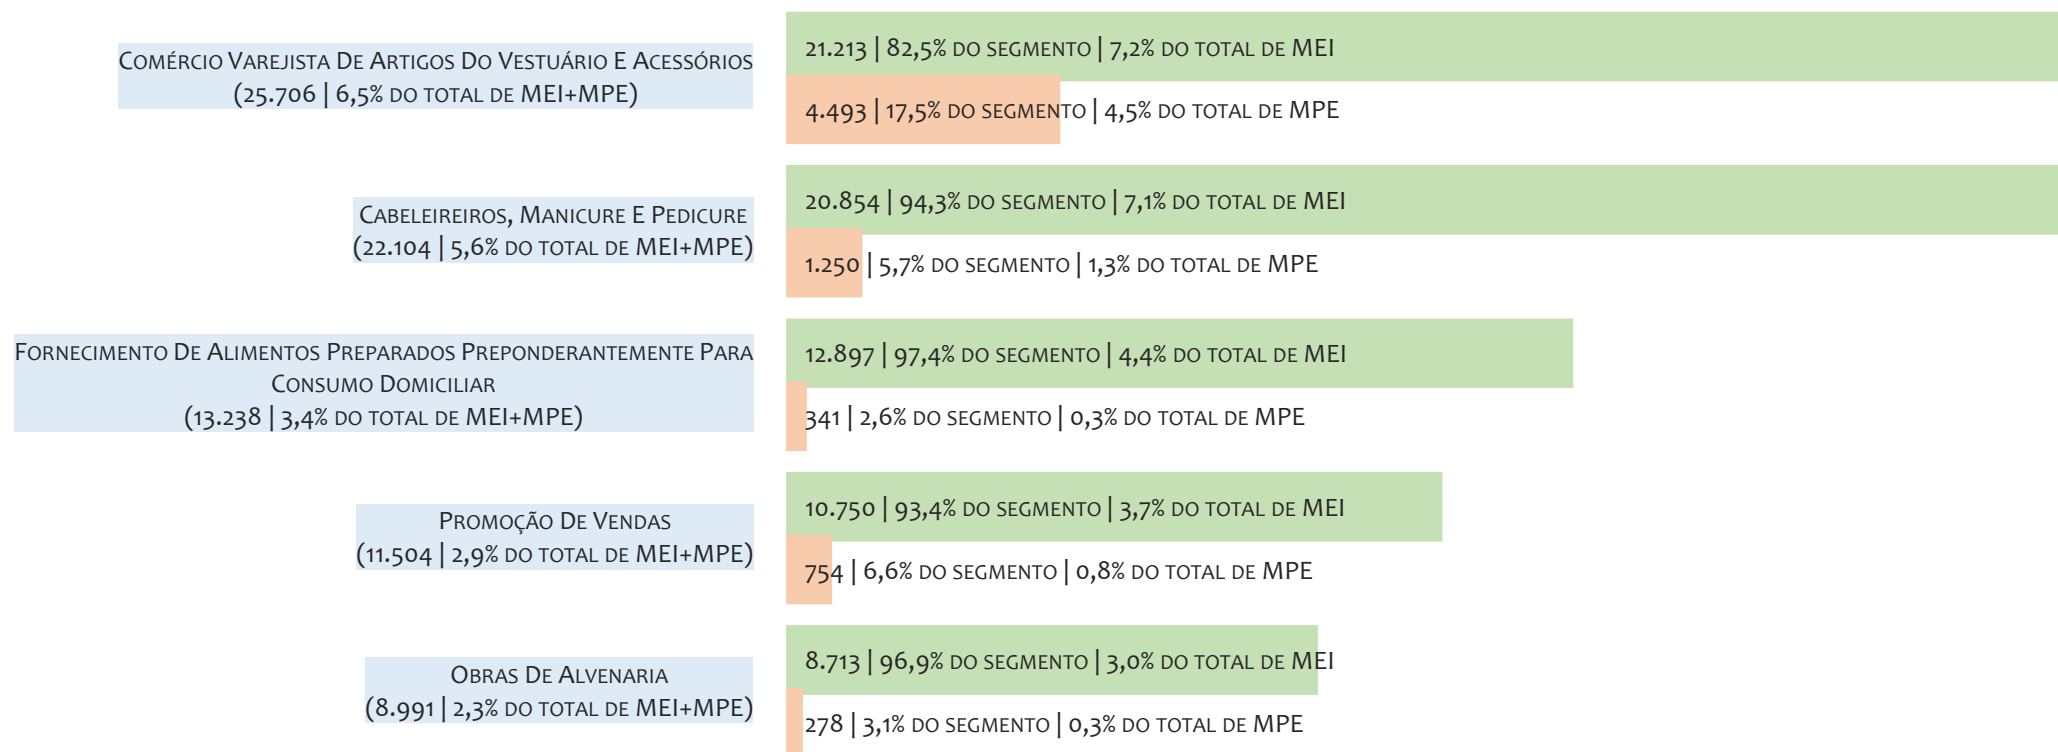 Comércio Varejista De Artigos Do Vestuário E Acessórios
(25.706 | 6,5% do total de MEI+MPE)
21.213 | 82,5% do segmento | 7,2% do total de MEI
4.493 | 17,5% do segmento | 4,5% do total de MPE
Cabeleireiros, Manicure E Pedicure
(22.104 | 5,6% do total de MEI+MPE)
20.854 | 94,3% do segmento | 7,1% do total de MEI
1.250 | 5,7% do segmento | 1,3% do total de MPE
Fornecimento De Alimentos Preparados Preponderantemente Para
Consumo Domiciliar
(13.238 | 3,4% do total de MEI+MPE)
12.897 | 97,4% do segmento | 4,4% do total de MEI
341 | 2,6% do segmento | 0,3% do total de MPE
Promoção De Vendas
(11.504 | 2,9% do total de MEI+MPE)
10.750 | 93,4% do segmento | 3,7% do total de MEI
754 | 6,6% do segmento | 0,8% do total de MPE
Obras De Alvenaria
(8.991 | 2,3% do total de MEI+MPE)
8.713 | 96,9% do segmento | 3,0% do total de MEI
278 | 3,1% do segmento | 0,3% do total de MPE